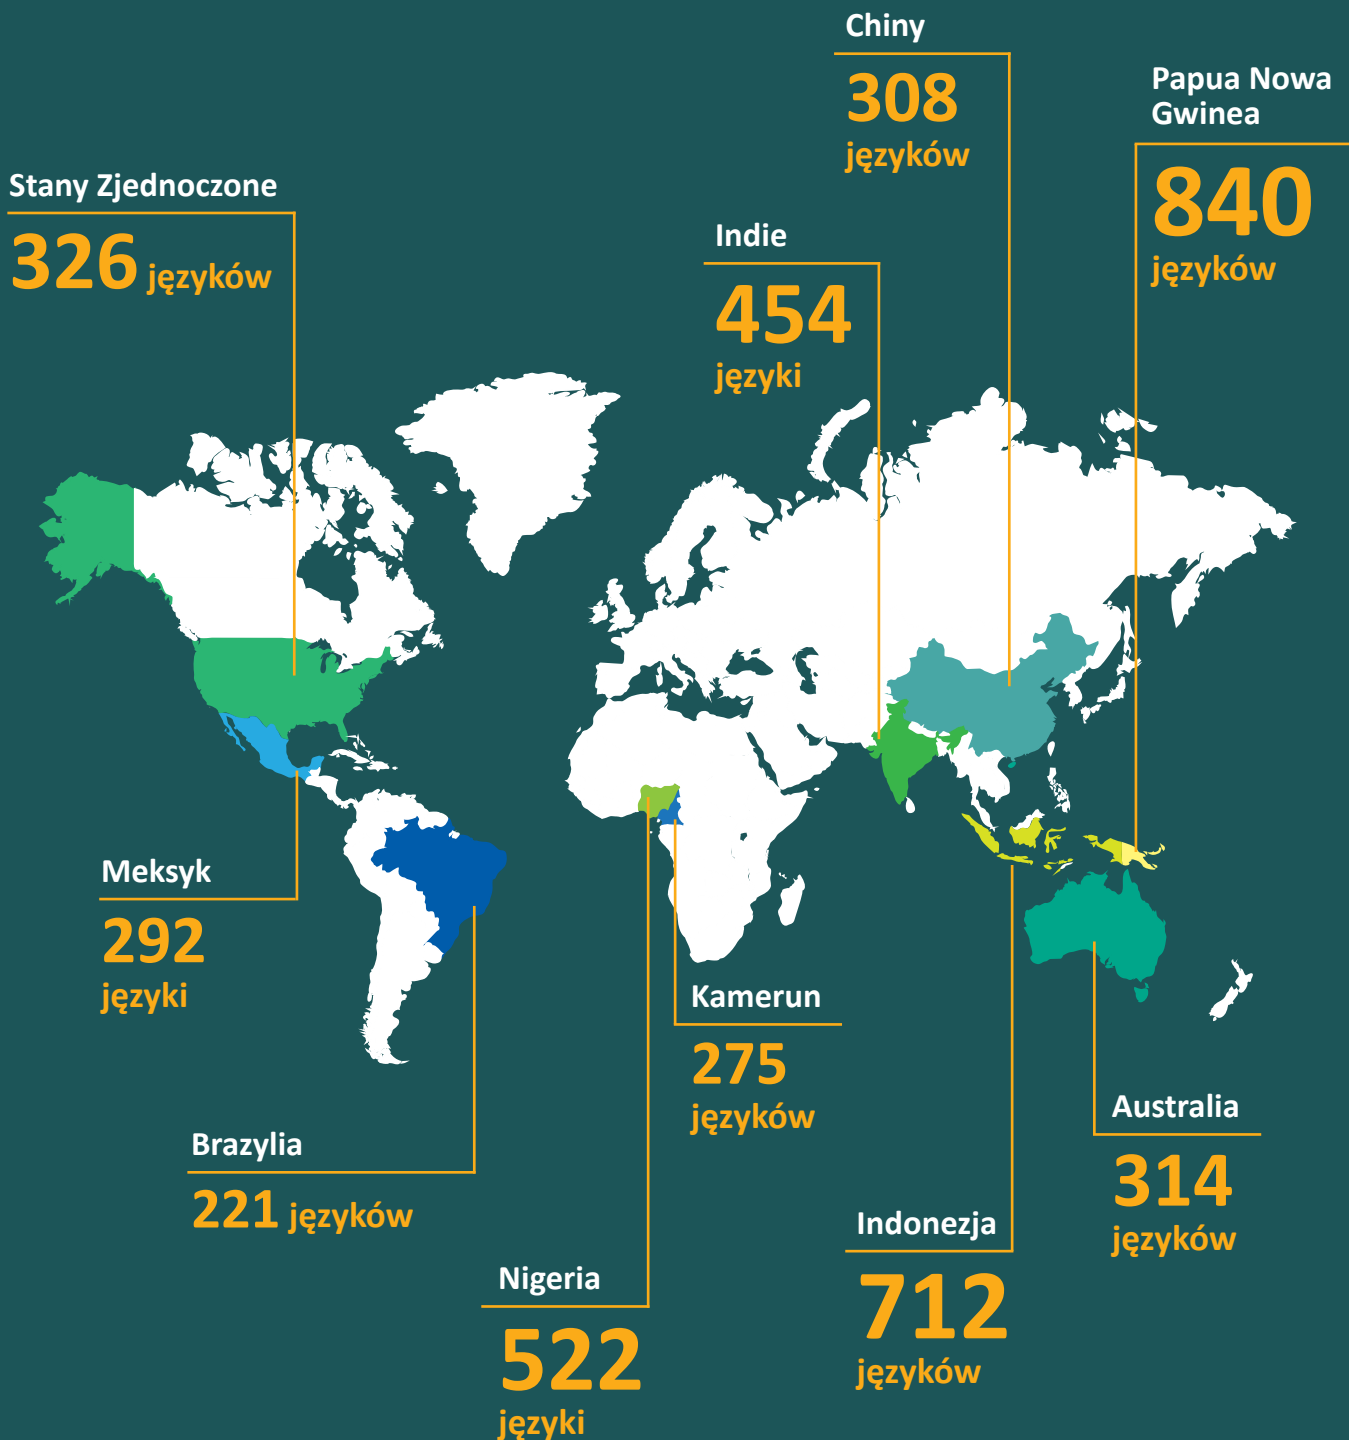 Chiny
308
języków
Papua Nowa
Gwinea
840
języków
Stany Zjednoczone
326 języków
Indie
454
języki
Meksyk
292
języki
Kamerun
275
języków
Australia
314
języków
Brazylia
221 języków
Indonezja
712
języków
Nigeria
522
języki